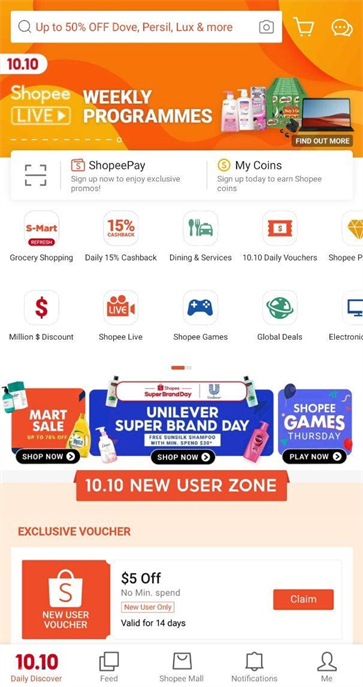 Up to 50% OFF Dove, Persil, Lux & more
10.10
Shopee
LIVE
WEEKLY
PROGRAMMES
FIND OUT MORE
ShopeePay
Sign up now to enjoy exclusive
promos!
My Coins
Sign up today to earn Shopee
coins
S-Mart
REFRESH
Grocery Shopping
15%
CASHBACK
Daily 15% Cashback
Dining & Services
10.10 Daily Vouchers
Shopee P
$
Million $ Discount
LIVE
Shopee Live
Shopee Games
Global Deals
Electronic
MART
SALE
UP TO 70% OFF
SHOP NOW
Shopee
Super Brand Day
Unilever
UNILEVER
SUPER BRAND DAY
FREE SUNSILK SHAMPOO
WITH MIN. SPEND $30*
SHOP NOW
SHOPEE
GAMES
THURSDAY
PLAY NOW
10.10 NEW USER ZONE
EXCLUSIVE VOUCHER
NEW USER
VOUCHER
$5 Off
No Min. spend
New User Only
Valid for 14 days
Claim
10.10
Daily Discover
Feed
Shopee Mall
Notifications
Me